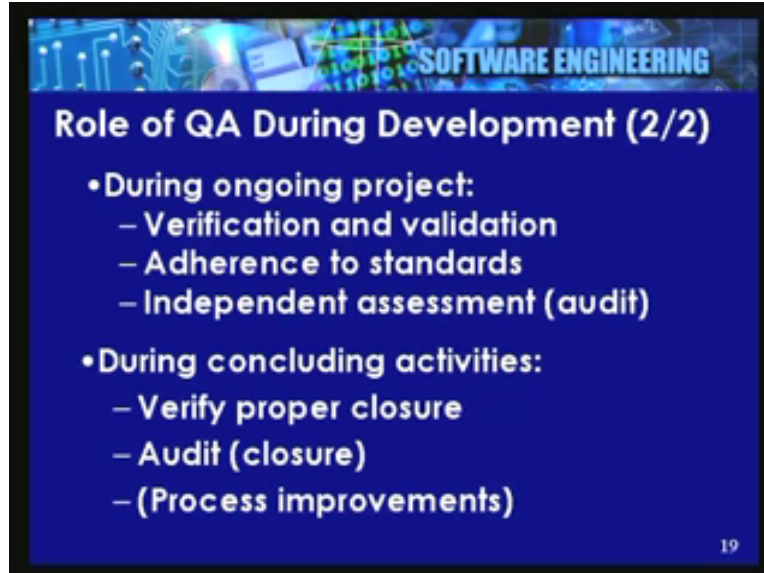 SOFTWARE ENGINEERING
Role of QA During Development (2/2)
•During ongoing project:
– Verification and validation
– Adherence to standards
– Independent assessment (audit)
•During concluding activities:
– Verify proper closure
– Audit (closure)
– (Process improvements)
19